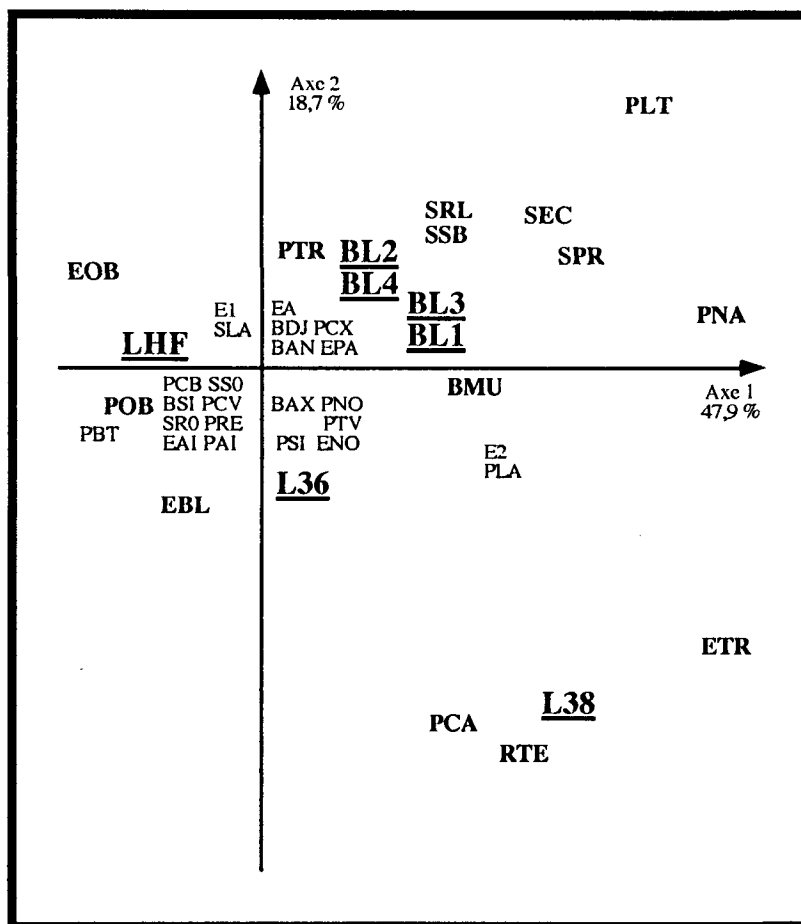 Axe 2
18,7 %
PLT
SRL SEC
SSB
PTR BL2 SPR
EOB BL4
E1 EA BL3 PNA
SLA BDJ PCX
LHF BAN EPA BL1
PCB SS0 BMU Axe 1
POB BSI PCV BAX PNO 47,9 %
PBT SR0 PRE PTV
EAI PAI PSI ENO E2
PLA
EBL L36
ETR
PCA L38
RTE